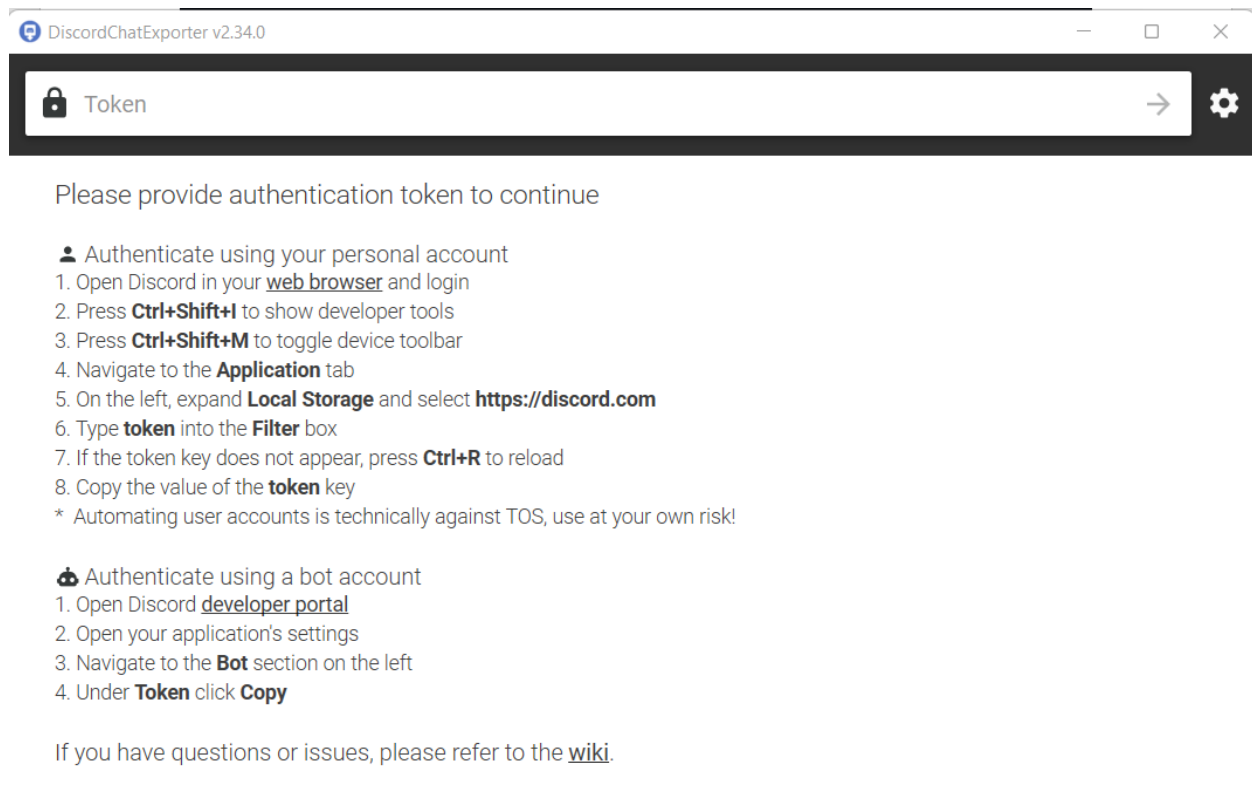 DiscordChatExporter v2.34.0
Token
Please provide authentication token to continue
Authenticate using your personal account
1. Open Discord in your web browser and login
2. Press Ctrl+Shift+I to show developer tools
3. Press Ctrl+Shift+M to toggle device toolbar
4. Navigate to the Application tab
5. On the left, expand Local Storage and select https://discord.com
6. Type token into the Filter box
7. If the token key does not appear, press Ctrl+R to reload
8. Copy the value of the token key
* Automating user accounts is technically against TOS, use at your own risk!
Authenticate using a bot account
1. Open Discord developer portal
2. Open your application's settings
3. Navigate to the Bot section on the left
4. Under Token click Copy
If you have questions or issues, please refer to the wiki.